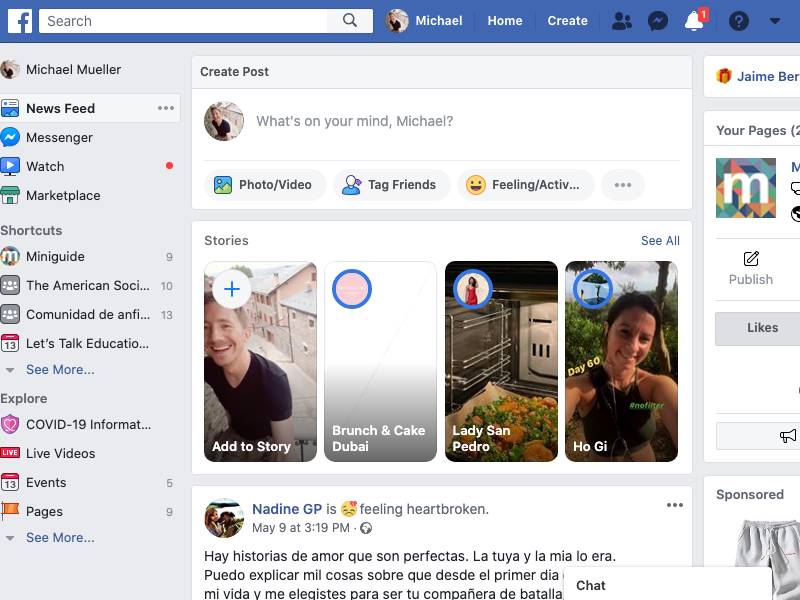 Search
Michael
Home
Create
1
?
Michael Mueller
News Feed
Messenger
Watch
Marketplace
Shortcuts
Miniguide 9
The American Soci... 10
Comunidad de anfi... 13
13 Let's Talk Educatio...
See More...
Explore
COVID-19 Informat...
LIVE Live Videos
13 Events 5
Pages 9
See More...
Create Post
What's on your mind, Michael?
Photo/Video
Tag Friends
Feeling/Activ...
Stories
See All
Add to Story
Brunch & Cake
Dubai
Lady San
Pedro
Day 60
#nofilter
Ho Gi
Nadine GP is 😥 feeling heartbroken.
May 9 at 3:19 PM ·
Hay historias de amor que son perfectas. La tuya y la mia lo era.
Puedo explicar mil cosas sobre que desde el primer dia
mi vida y me elegistes para ser tu compañera de batalla
Jaime Ber
Your Pages (2
m
M
Publish
Likes
Sponsored
Chat